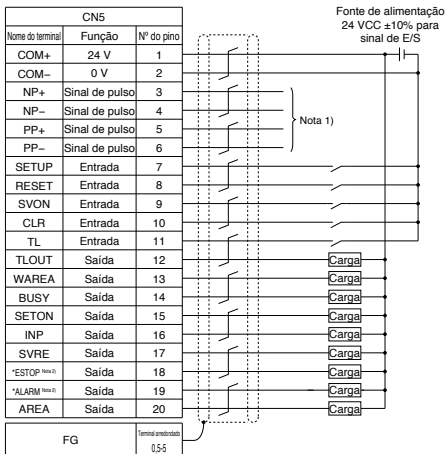 Fonte de alimentação
24 VCC ±10% para
sinal de E/S
CN5
Nome do terminal Função Nº do pino
COM+ 24 V 1
COM− 0 V 2
NP+ Sinal de pulso 3
NP− Sinal de pulso 4
PP+ Sinal de pulso 5
PP− Sinal de pulso 6
Nota 1)
SETUP Entrada 7
RESET Entrada 8
SVON Entrada 9
CLR Entrada 10
TL Entrada 11
TLOUT Saída 12 Carga
WAREA Saída 13 Carga
BUSY Saída 14 Carga
SETON Saída 15 Carga
INP Saída 16 Carga
SVRE Saída 17 Carga
*ESTOP Nota 2) Saída 18 Carga
*ALARM Nota 2) Saída 19 Carga
AREA Saída 20 Carga
FG Terminal arredondado
0,5-5